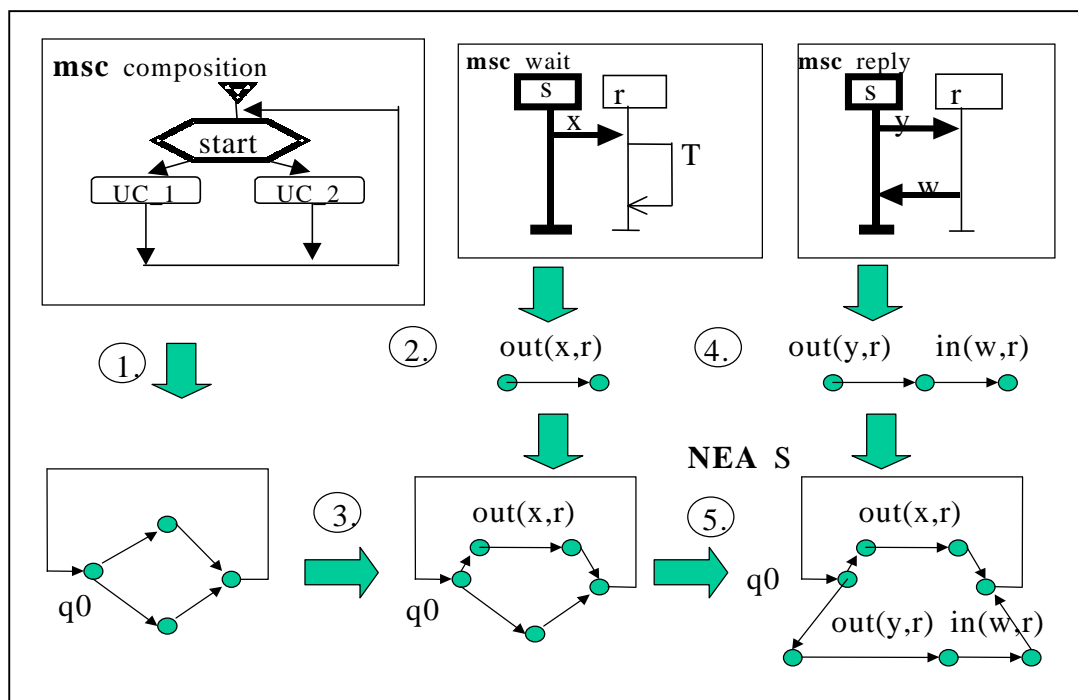 msc composition
start
UC_1
UC_2
msc wait
s
r
x
T
msc reply
s
r
y
w
1.
2.
out(x,r)
4.
out(y,r)
in(w,r)
q0
3.
out(x,r)
q0
5.
NEA S
out(x,r)
q0
out(y,r)
in(w,r)